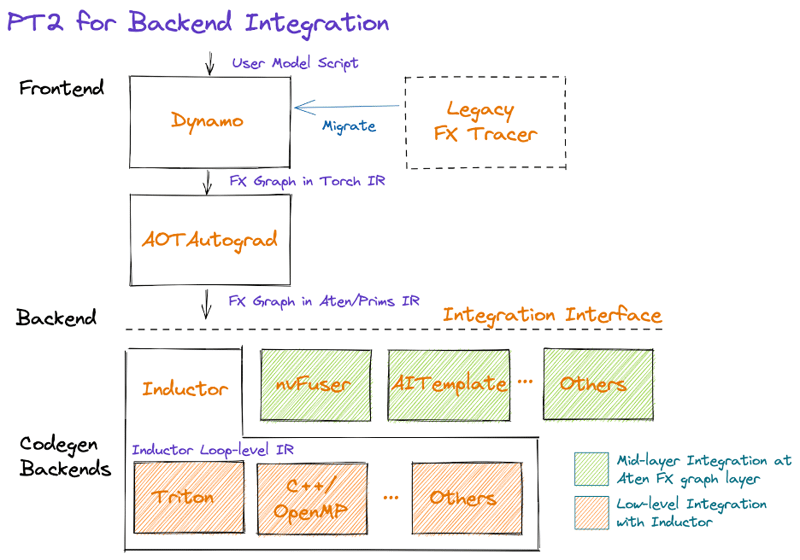 PT2 for Backend Integration
User Model Script
Frontend
Dynamo
Migrate
Legacy
FX Tracer
FX Graph in Torch IR
AOTAutograd
FX Graph in Aten/Prims IR
Backend
Integration Interface
Inductor
nvFuser
AITemplate
...
Others
Codegen
Backends
Inductor Loop-level IR
Triton
C++/
OpenMP
...
Others
Mid-layer Integration at
Aten FX graph layer
Low-level Integration
with Inductor